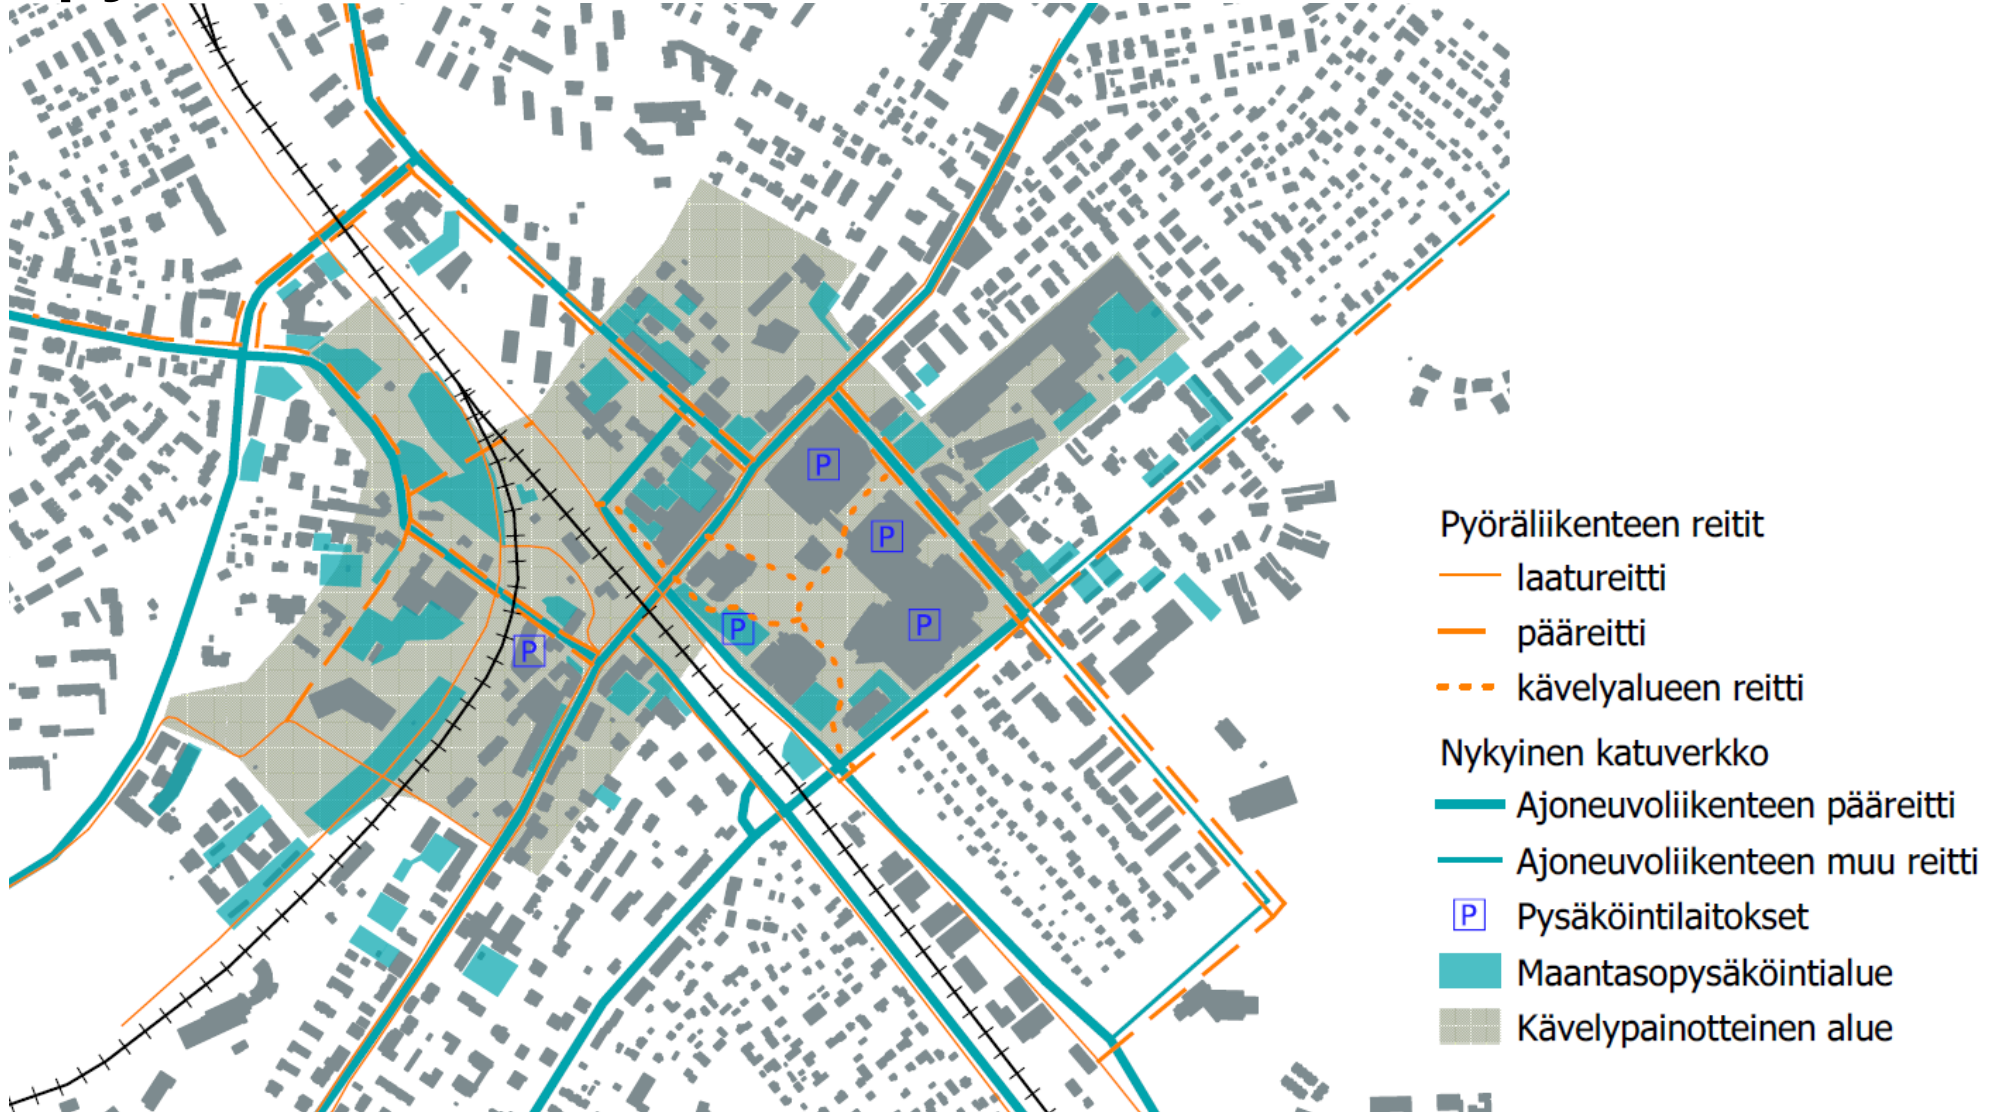 P
P
P
P
P
Pyöräliikenteen reitit
laatureitti
pääreitti
kävelyalueen reitti
Nykyinen katuverkko
Ajoneuvoliikenteen pääreitti
Ajoneuvoliikenteen muu reitti
P Pysäköintilaitokset
Maantasopysäköintialue
Kävelypainotteinen alue